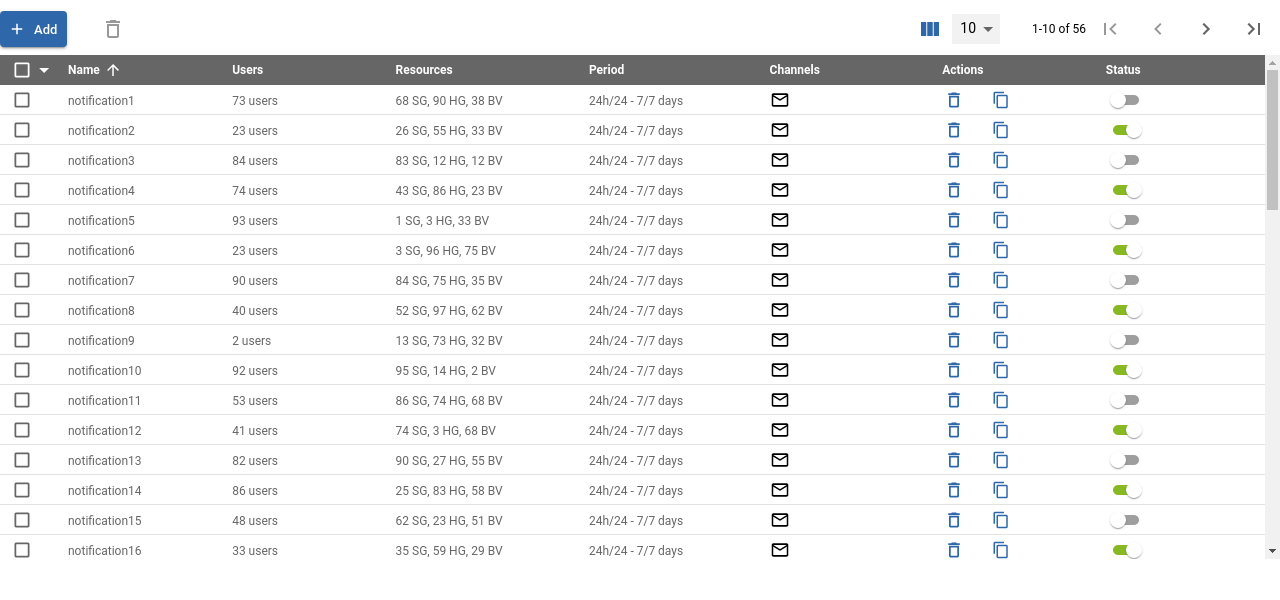 Add 10 1-10 of 56
Name Users Resources Period Channels Actions Status
notification1 73 users 68 SG, 90 HG, 38 BV 24h/24 - 7/7 days
notification2 23 users 26 SG, 55 HG, 33 BV 24h/24 - 7/7 days
notification3 84 users 83 SG, 12 HG, 12 BV 24h/24 - 7/7 days
notification4 74 users 43 SG, 86 HG, 23 BV 24h/24 - 7/7 days
notification5 93 users 1 SG, 3 HG, 33 BV 24h/24 - 7/7 days
notification6 23 users 3 SG, 96 HG, 75 BV 24h/24 - 7/7 days
notification7 90 users 84 SG, 75 HG, 35 BV 24h/24 - 7/7 days
notification8 40 users 52 SG, 97 HG, 62 BV 24h/24 - 7/7 days
notification9 2 users 13 SG, 73 HG, 32 BV 24h/24 - 7/7 days
notification10 92 users 95 SG, 14 HG, 2 BV 24h/24 - 7/7 days
notification11 53 users 86 SG, 74 HG, 68 BV 24h/24 - 7/7 days
notification12 41 users 74 SG, 3 HG, 68 BV 24h/24 - 7/7 days
notification13 82 users 90 SG, 27 HG, 55 BV 24h/24 - 7/7 days
notification14 86 users 25 SG, 83 HG, 58 BV 24h/24 - 7/7 days
notification15 48 users 62 SG, 23 HG, 51 BV 24h/24 - 7/7 days
notification16 33 users 35 SG, 59 HG, 29 BV 24h/24 - 7/7 days